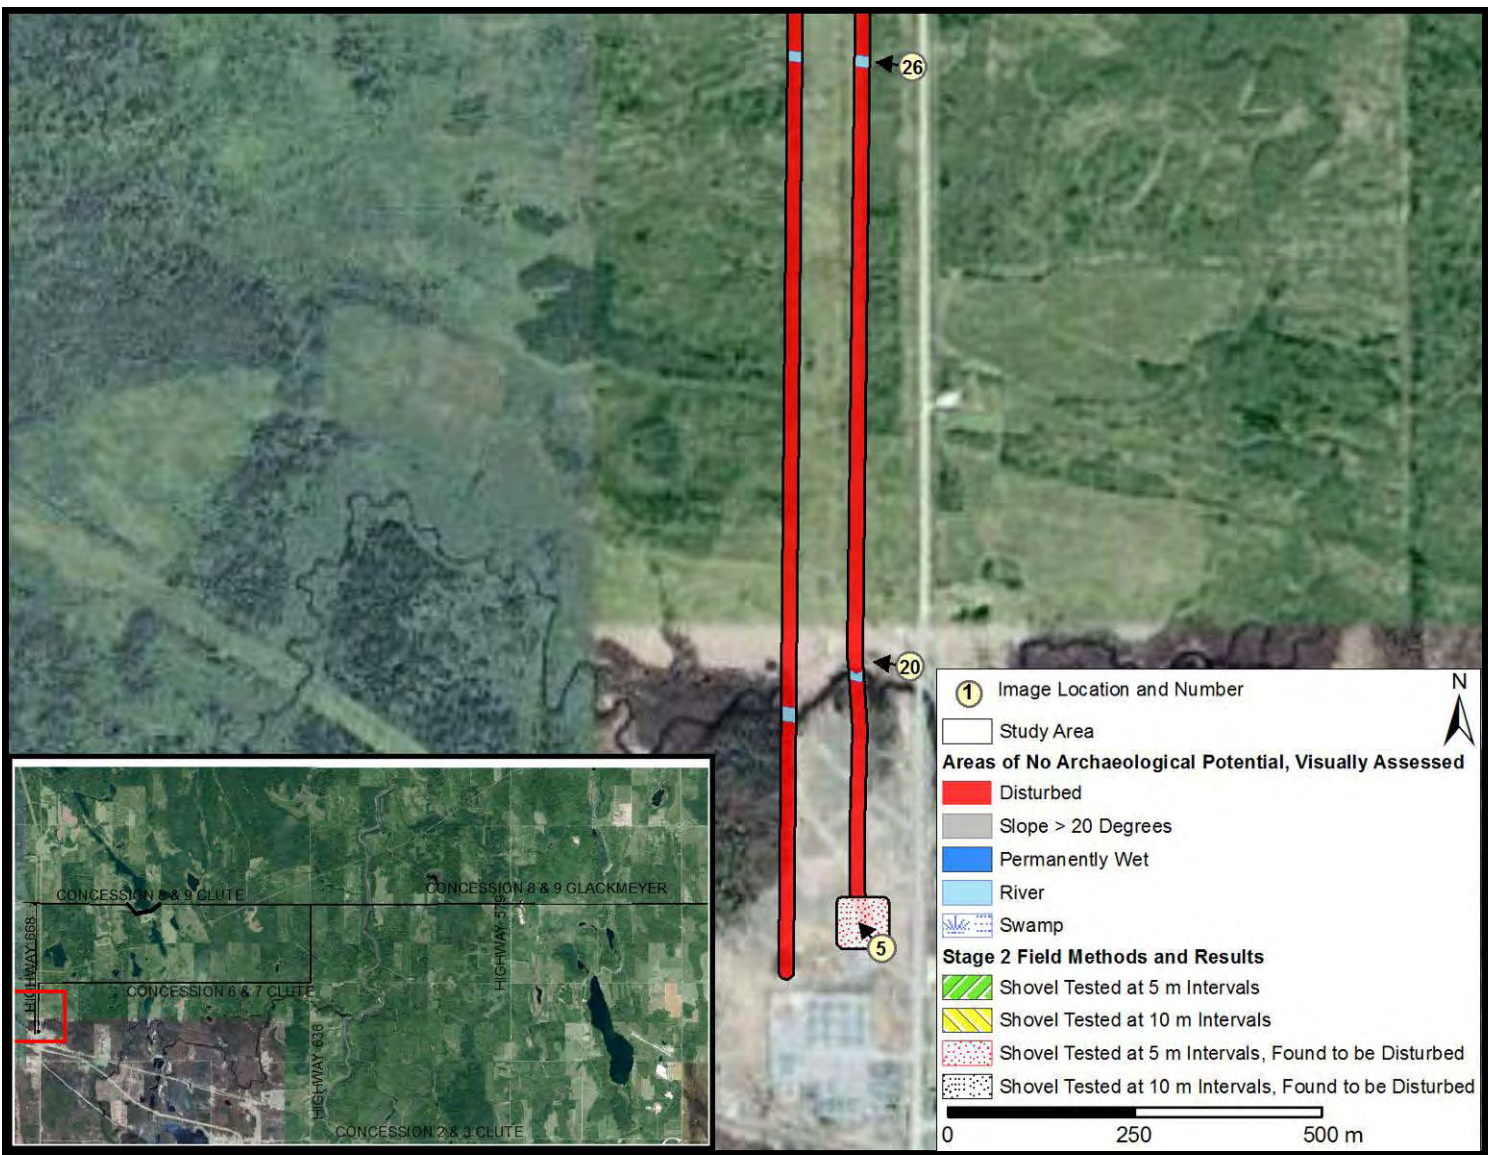 26
20
1 Image Location and Number
N
Study Area
Areas of No Archaeological Potential, Visually Assessed
Disturbed
Slope > 20 Degrees
Permanently Wet
River
Swamp
Stage 2 Field Methods and Results
Shovel Tested at 5 m Intervals
Shovel Tested at 10 m Intervals
Shovel Tested at 5 m Intervals, Found to be Disturbed
Shovel Tested at 10 m Intervals, Found to be Disturbed
0 250 500 m
5
CONCESSION 8 & 9 CLUTE
CONCESSION 8 & 9 GLACKMEYER
HIGHWAY 668
HIGHWAY 579
CONCESSION 6 & 7 CLUTE
HIGHWAY 636
CONCESSION 2 & 3 CLUTE